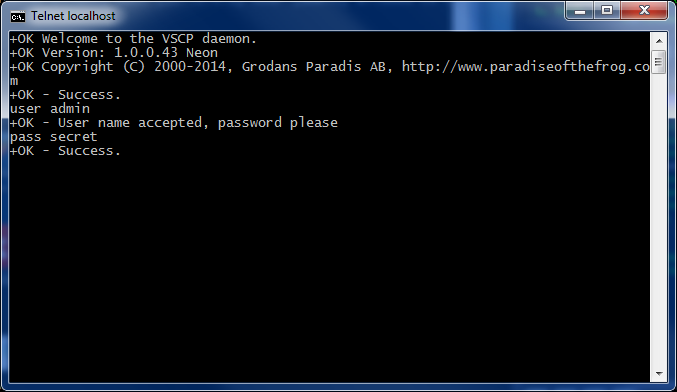 Telnet localhost
+OK Welcome to the VSCP daemon.
+OK Version: 1.0.0.43 Neon
+OK Copyright (C) 2000-2014, Grodans Paradis AB, http://www.paradiseofthefrog.co
m
+OK - Success.
user admin
+OK - User name accepted, password please
pass secret
+OK - Success.